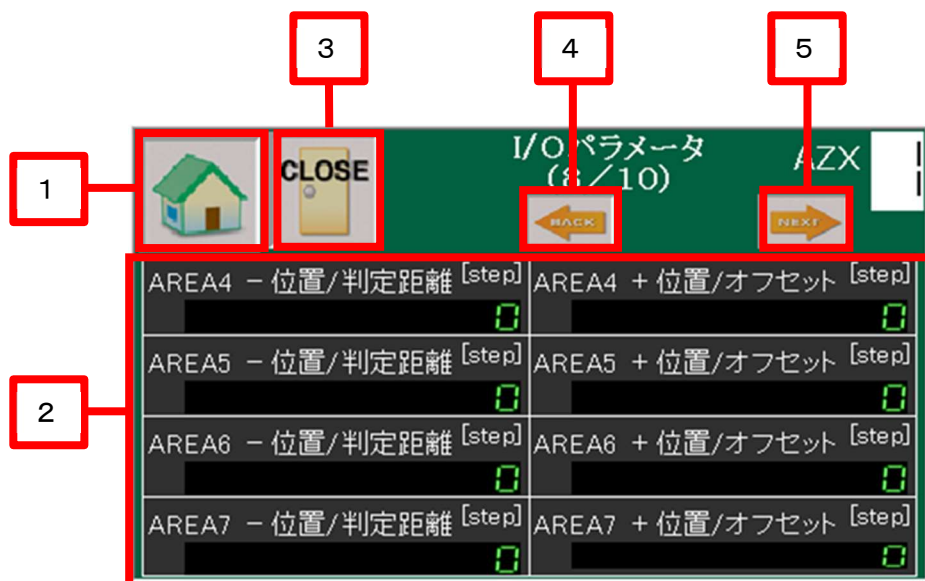 3 4 5
1
CLOSE
I/Oパラメータ
(8/10)
AZX
BACK
NEXT
2
AREA4 －位置/判定距離 [step]
0
AREA4 ＋位置/オフセット [step]
0
AREA5 －位置/判定距離 [step]
0
AREA5 ＋位置/オフセット [step]
0
AREA6 －位置/判定距離 [step]
0
AREA6 ＋位置/オフセット [step]
0
AREA7 －位置/判定距離 [step]
0
AREA7 ＋位置/オフセット [step]
0